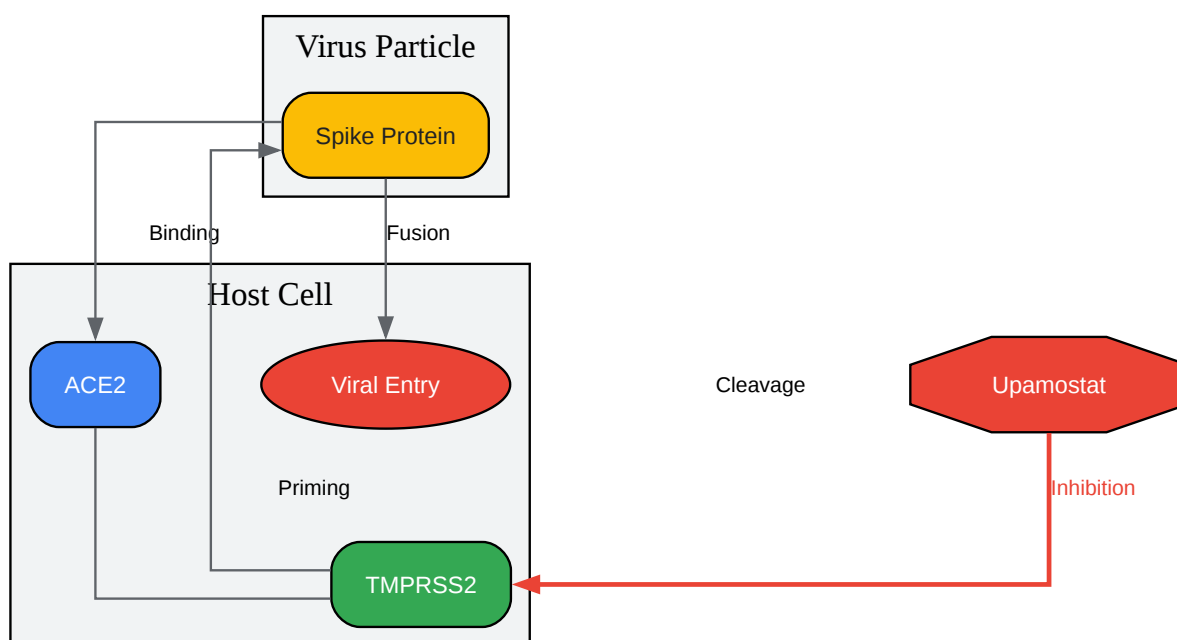 Virus Particle
Spike Protein
Binding
Fusion
Host Cell
ACE2
Viral Entry
Cleavage
Upamostat
Priming
Inhibition
TMPRSS2